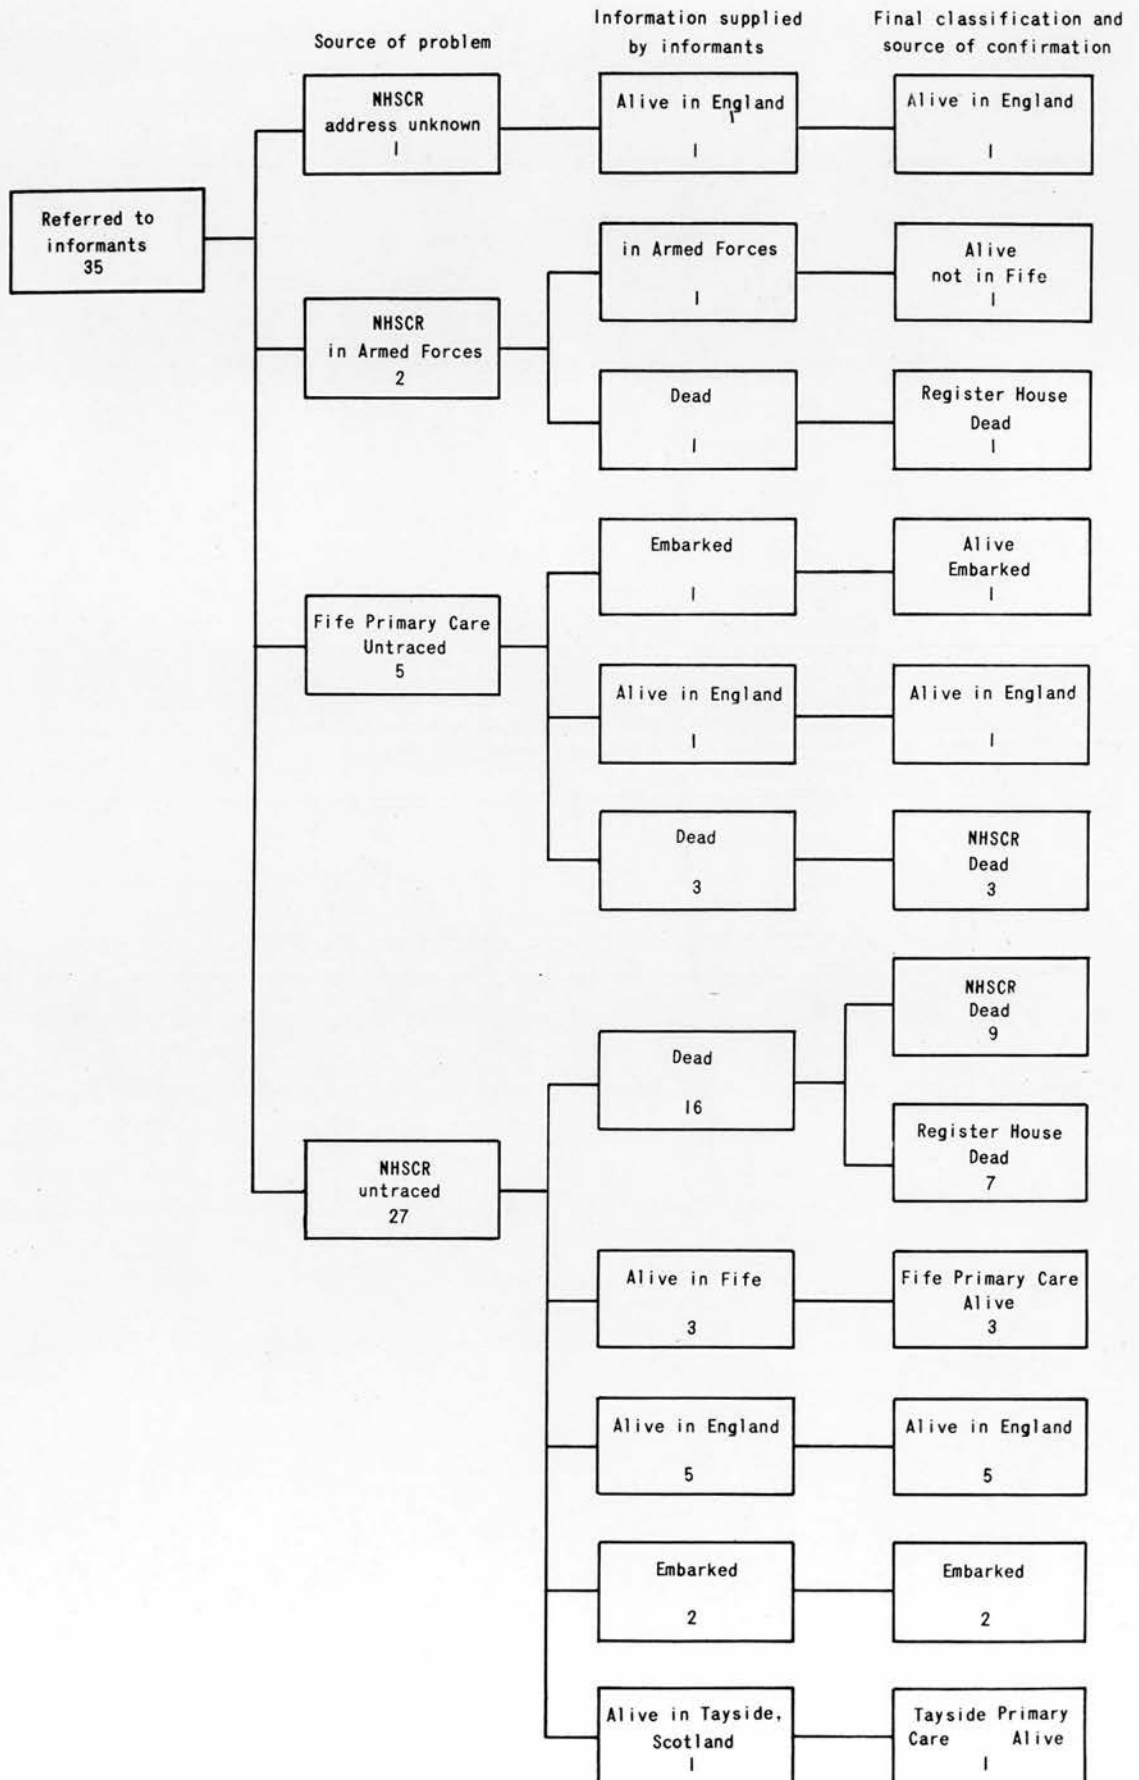 Source of problem
Information supplied
by informants
Final classification and
source of confirmation
Referred to
informants
35
NHSCR
address unknown
1
Alive in England
1
Alive in England
1
NHSCR
in Armed Forces
2
in Armed Forces
1
Alive
not in Fife
1
Dead
1
Register House
Dead
1
Fife Primary Care
Untraced
5
Embarked
1
Alive
Embarked
1
Alive in England
1
Alive in England
1
Dead
3
NHSCR
Dead
3
NHSCR
untraced
27
Dead
16
NHSCR
Dead
9
Register House
Dead
7
Alive in Fife
3
Fife Primary Care
Alive
3
Alive in England
5
Alive in England
5
Embarked
2
Embarked
2
Alive in Tayside,
Scotland
1
Tayside Primary
Care Alive
1